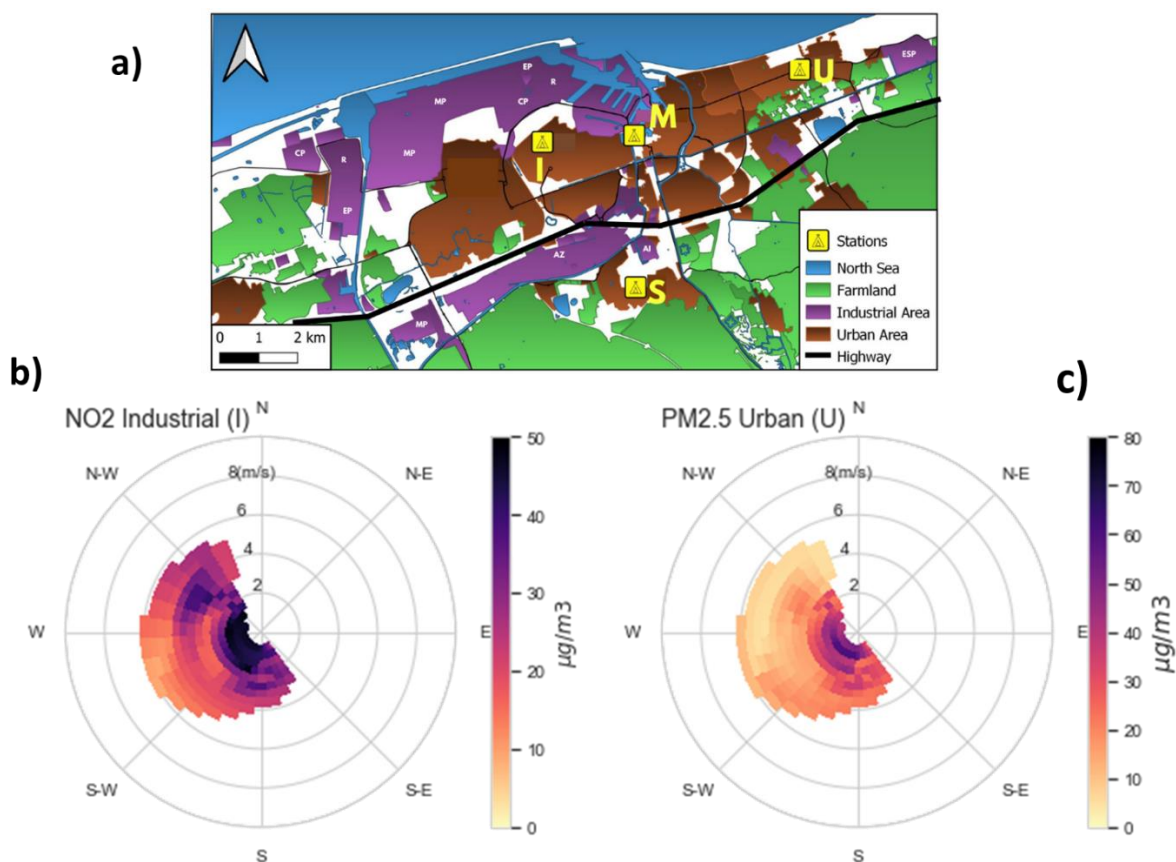 a)
EP
ESP
MP
R
CP
U
M
CP
R
MP
I
EP
AZ
AI
S
MP
Stations
North Sea
Farmland
Industrial Area
Urban Area
Highway
0 1 2 km
b)
c)
NO2 Industrial (I)
N
N-W
N-E
8(m/s)
6
4
2
W
E
S-W
S-E
S
50
40
30
20
10
0
µg/m3
PM2.5 Urban (U)
N
N-W
N-E
8(m/s)
6
4
2
W
E
S-W
S-E
S
80
70
60
50
40
30
20
10
0
µg/m3